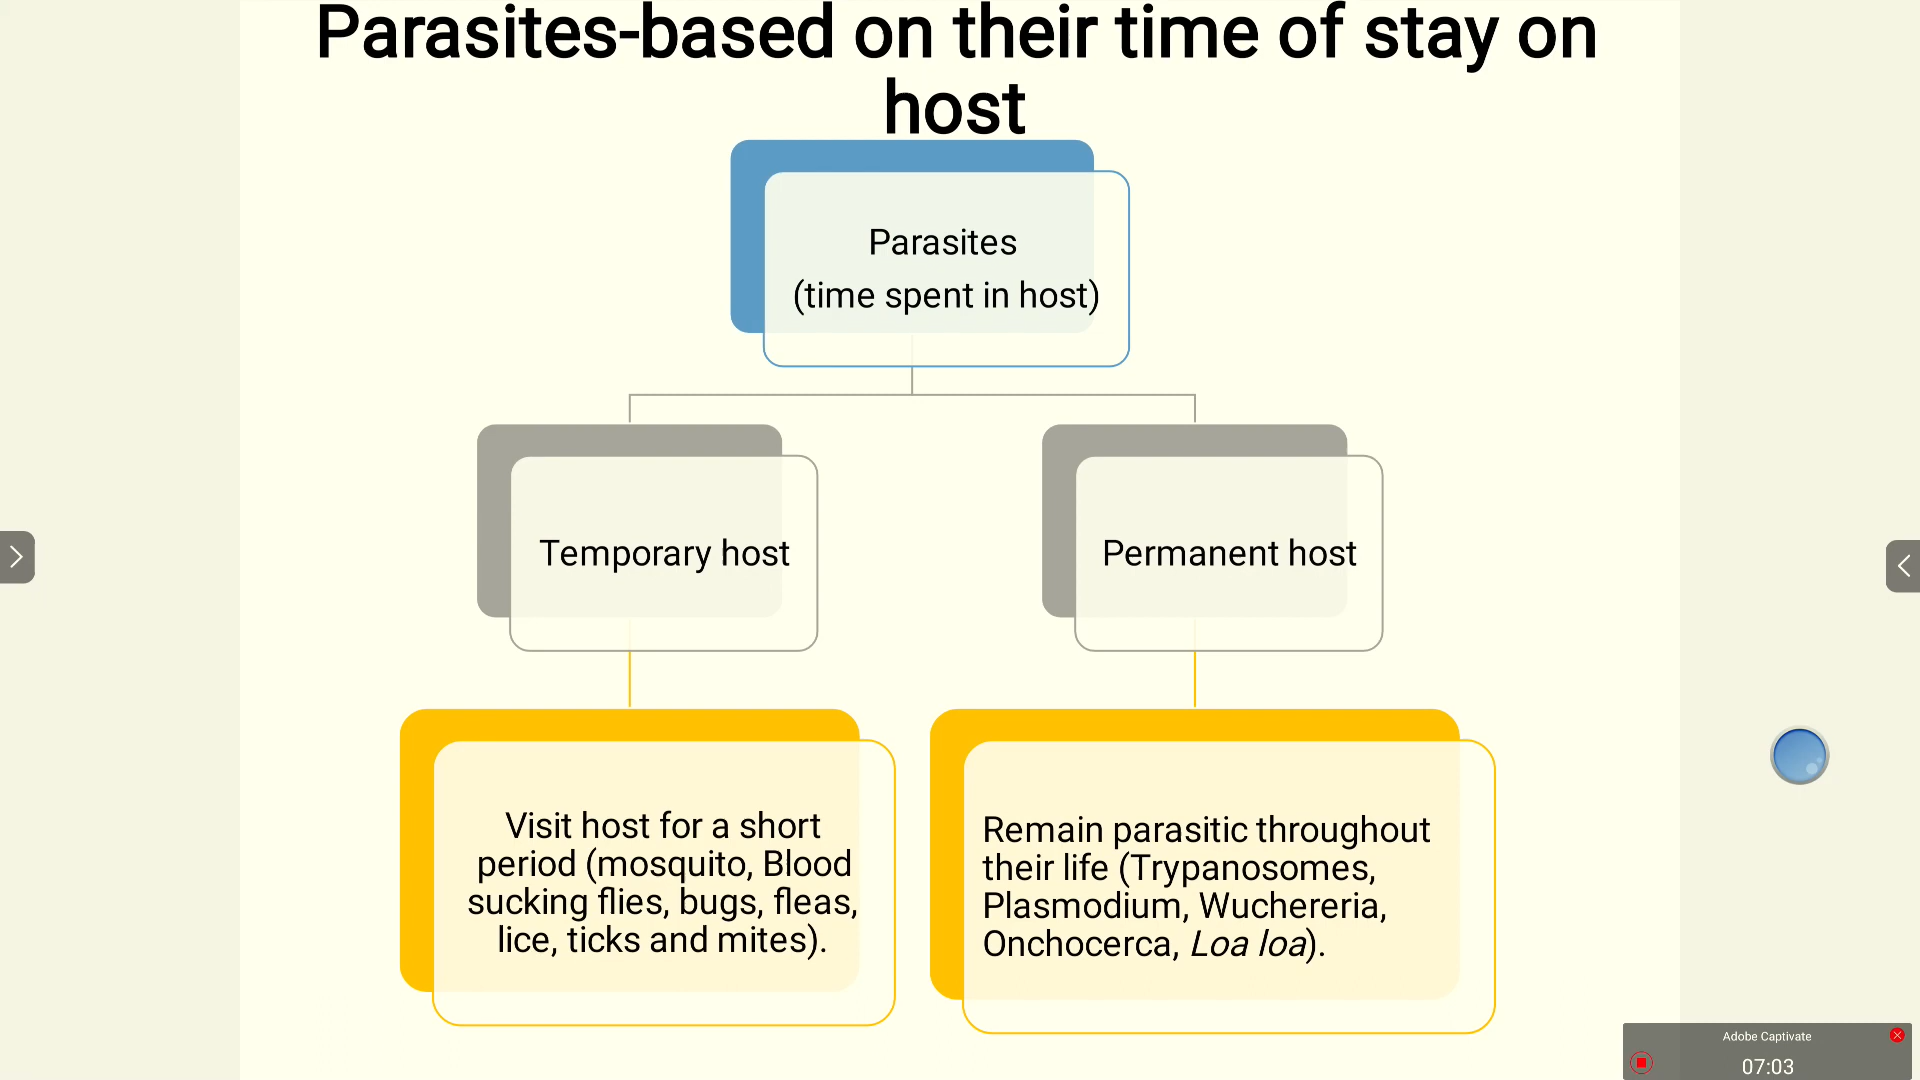 Parasites-based on their time of stay on
host
Parasites
(time spent in host)
Temporary host
Permanent host
Visit host for a short
period (mosquito, Blood
sucking flies, bugs, fleas,
lice, ticks and mites).
Remain parasitic throughout
their life (Trypanosomes,
Plasmodium, Wuchereria,
Onchocerca, Loa loa).
Adobe Captivate
07:03